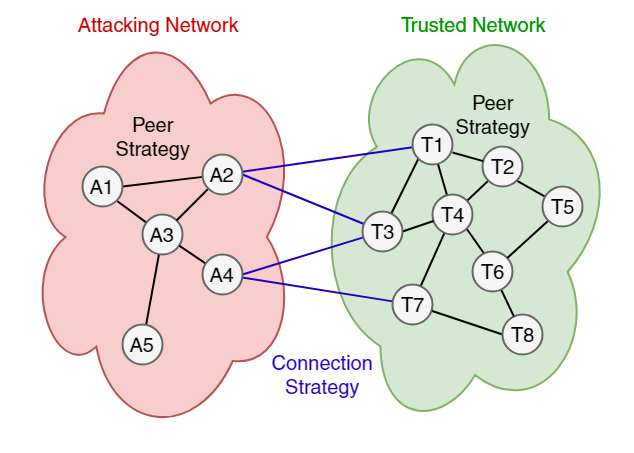 Attacking Network
Trusted Network
Peer
Strategy
A1
A2
A3
A4
A5
Peer
Strategy
T1
T2
T3
T4
T5
T6
T7
T8
Connection
Strategy